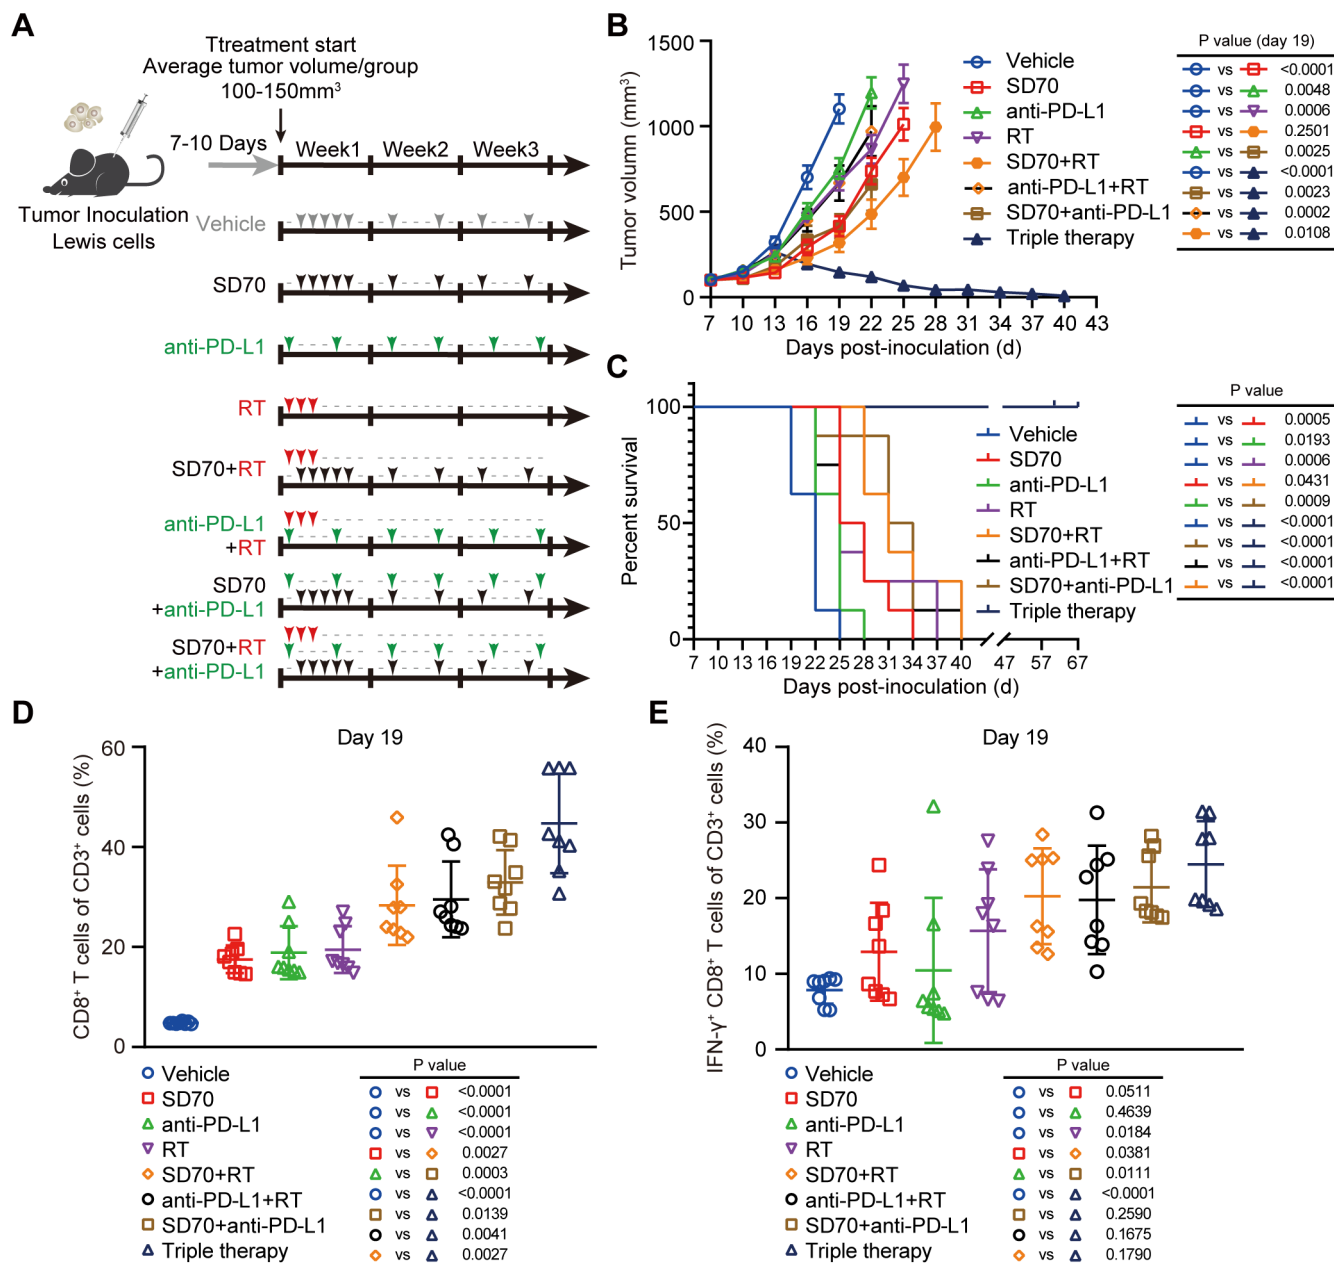 A
Ttreatment start
Average tumor volume/group
100-150mm³
7-10 Days
Week1
Week2
Week3
Tumor Inoculation
Lewis cells
Vehicle
SD70
anti-PD-L1
RT
SD70+RT
anti-PD-L1
+RT
SD70
+anti-PD-L1
SD70+RT
+anti-PD-L1
B
Tumor volumn (mm³)
1500
1000
500
0
7 10 13 16 19 22 25 28 31 34 37 40 43
Days post-inoculation (d)
Vehicle
SD70
anti-PD-L1
RT
SD70+RT
anti-PD-L1+RT
SD70+anti-PD-L1
Triple therapy
P value (day 19)
vs <0.0001
vs 0.0048
vs 0.0006
vs 0.2501
vs 0.0025
vs <0.0001
vs 0.0023
vs 0.0002
vs 0.0108
C
Percent survival
100
50
0
7 10 13 16 19 22 25 28 31 34 37 40 47 57 67
Days post-inoculation (d)
Vehicle
SD70
anti-PD-L1
RT
SD70+RT
anti-PD-L1+RT
SD70+anti-PD-L1
Triple therapy
P value
vs 0.0005
vs 0.0193
vs 0.0006
vs 0.0431
vs 0.0009
vs <0.0001
vs <0.0001
vs <0.0001
vs <0.0001
D
Day 19
CD8⁺ T cells of CD3⁺ cells (%)
60
40
20
0
Vehicle
SD70
anti-PD-L1
RT
SD70+RT
anti-PD-L1+RT
SD70+anti-PD-L1
Triple therapy
P value
vs <0.0001
vs <0.0001
vs <0.0001
vs 0.0027
vs 0.0003
vs <0.0001
vs 0.0139
vs 0.0041
vs 0.0027
E
Day 19
IFN-γ⁺ CD8⁺ T cells of CD3⁺ cells (%)
40
30
20
10
0
Vehicle
SD70
anti-PD-L1
RT
SD70+RT
anti-PD-L1+RT
SD70+anti-PD-L1
Triple therapy
P value
vs 0.0511
vs 0.4639
vs 0.0184
vs 0.0381
vs 0.0111
vs <0.0001
vs 0.2590
vs 0.1675
vs 0.1790